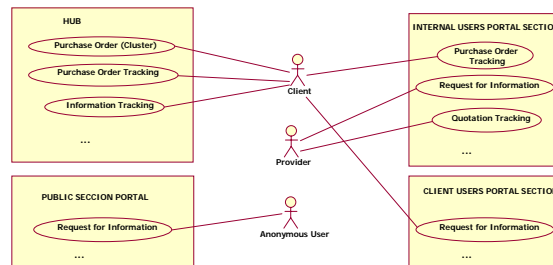 HUB
Purchase Order (Cluster)
Purchase Order Tracking
Information Tracking
...
Client
Provider
Anonymous User
INTERNAL USERS PORTAL SECTION
Purchase Order
Tracking
Request for Information
Quotation Tracking
...
PUBLIC SECCION PORTAL
Request for Information
...
CLIENT USERS PORTAL SECTION
Request for Information
...